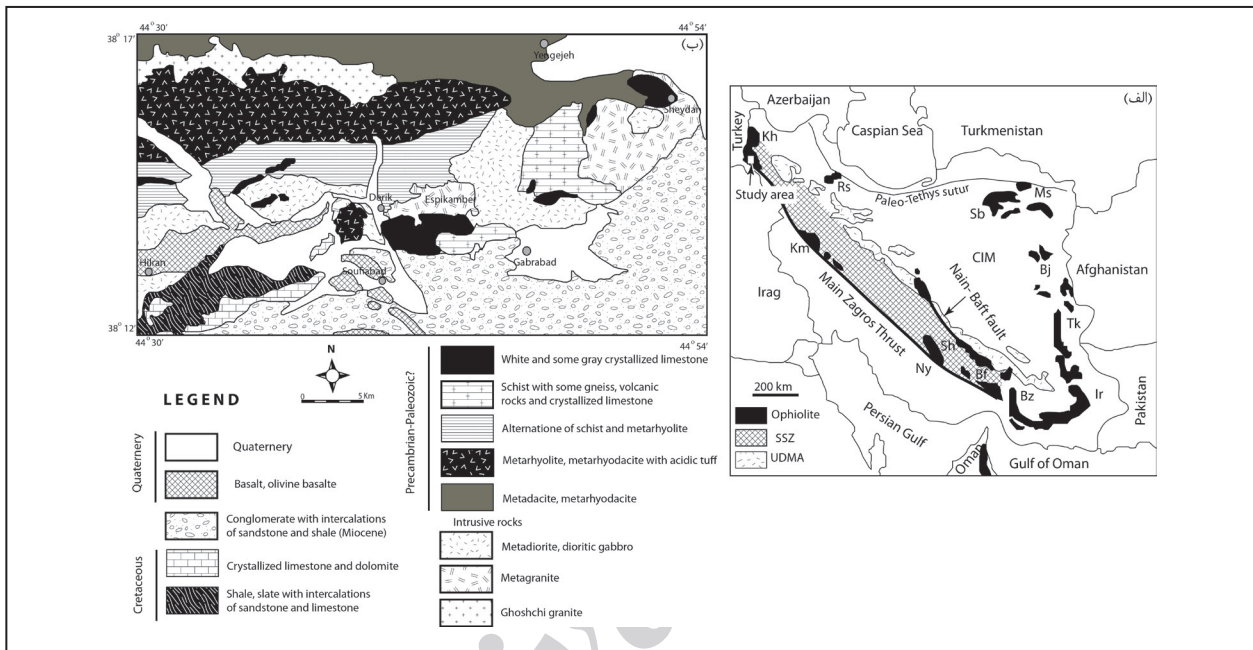 44° 30'
44° 54'
38° 17'
(ب)
Yengejeh
Sheydan
Derik
Espikamber
Hilran
Gabrabad
38° 12'
44° 30'
44° 54'
N
0 5 Km
LEGEND
Quaternery
Quaternery
Basalt, olivine basalte
Conglomerate with intercalations
of sandstone and shale (Miocene)
Cretaceous
Crystallized limestone and dolomite
Shale, slate with intercalations
of sandstone and limestone
Precambrian-Paleozoic?
White and some gray crystallized limestone
Schist with some gneiss, volcanic
rocks and crystallized limestone
Alternatione of schist and metarhyolite
Metarhyolite, metarhyodacite with acidic tuff
Metadacite, metarhyodacite
Intrusive rocks
Metadiorite, dioritic gabbro
Metagranite
Ghoshchi granite
(الف)
Azerbaijan
Turkey
Kh
Caspian Sea
Turkmenistan
Study area
Rs
Paleo-Tethys sutur
Ms
Sb
Km
CIM
Bj
Afghanistan
Irag
Main Zagros Thrust
Nain- Baft fault
Tk
Sh
Ny
Bf
Bz
Ir
200 km
Pakistan
Ophiolite
SSZ
UDMA
Persian Gulf
Oman
Gulf of Oman